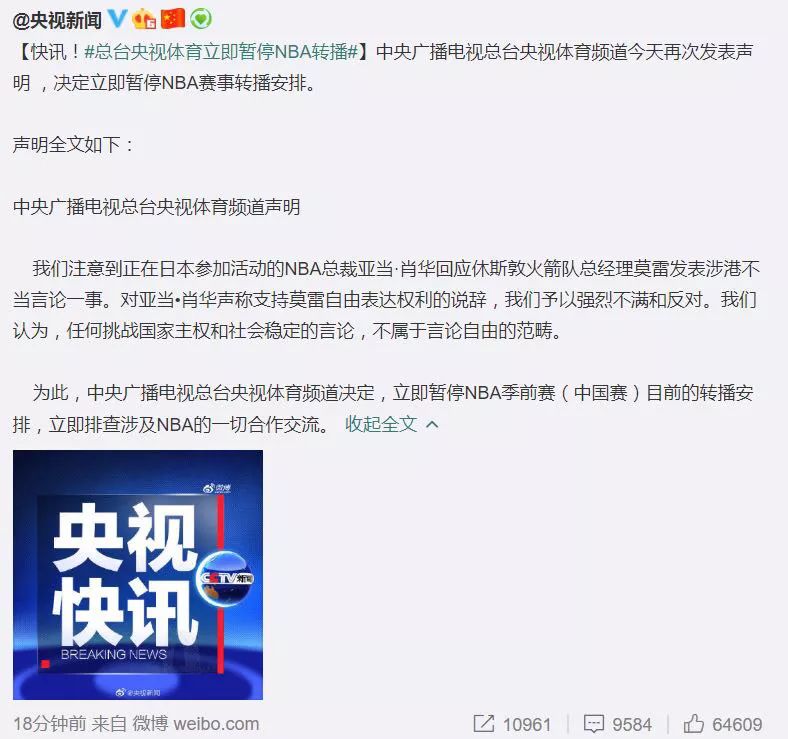 @央视新闻
【快讯！#总台央视体育立即暂停NBA转播#】中央广播电视总台央视体育频道今天再次发表声
明 ，决定立即暂停NBA赛事转播安排。
声明全文如下：
中央广播电视总台央视体育频道声明
我们注意到正在日本参加活动的NBA总裁亚当·肖华回应休斯敦火箭队总经理莫雷发表涉港不
当言论一事。对亚当•肖华声称支持莫雷自由表达权利的说辞，我们予以强烈不满和反对。我们
认为，任何挑战国家主权和社会稳定的言论，不属于言论自由的范畴。
为此，中央广播电视总台央视体育频道决定，立即暂停NBA季前赛（中国赛）目前的转播安
排，立即排查涉及NBA的一切合作交流。 收起全文
微博
央视
CCTV新闻
快讯
BREAKING NEWS
@央视新闻
18分钟前 来自 微博 weibo.com 10961 9584 64609